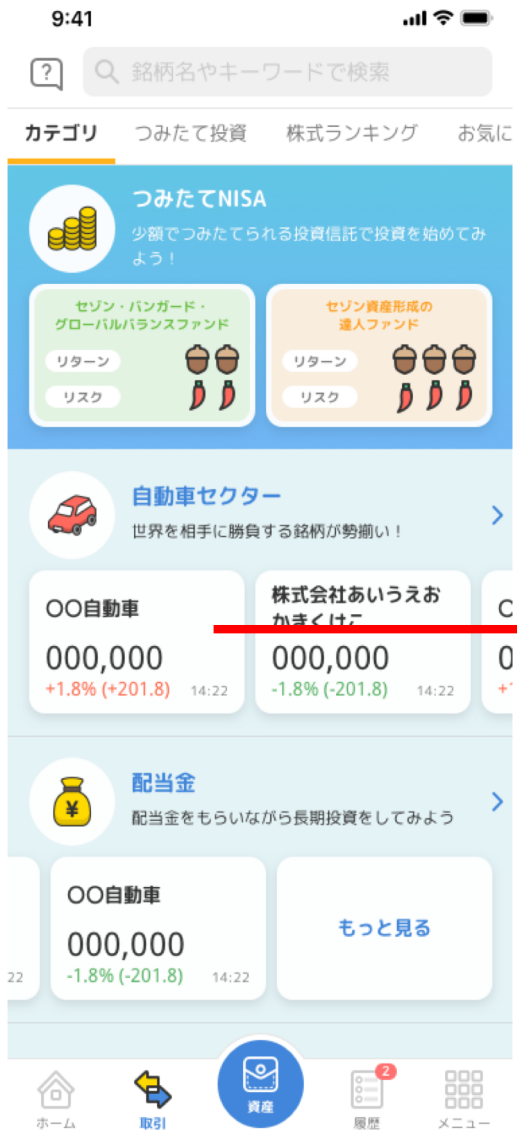 9:41
?
銘柄名やキーワードで検索
カテゴリ つみたて投資 株式ランキング お気に
つみたてNISA
少額でつみたてられる投資信託で投資を始めてみ
よう！
セゾン・バンガード・
グローバルバランスファンド
リターン
リスク
セゾン資産形成の
達人ファンド
リターン
リスク
自動車セクター
世界を相手に勝負する銘柄が勢揃い！
〇〇自動車
000,000
+1.8% (+201.8) 14:22
株式会社あいうえお
かきくけこ
000,000
-1.8% (-201.8) 14:22
配当金
配当金をもらいながら長期投資をしてみよう
22
〇〇自動車
000,000
-1.8% (-201.8) 14:22
もっと見る
ホーム
取引
資産
2
履歴
メニュー